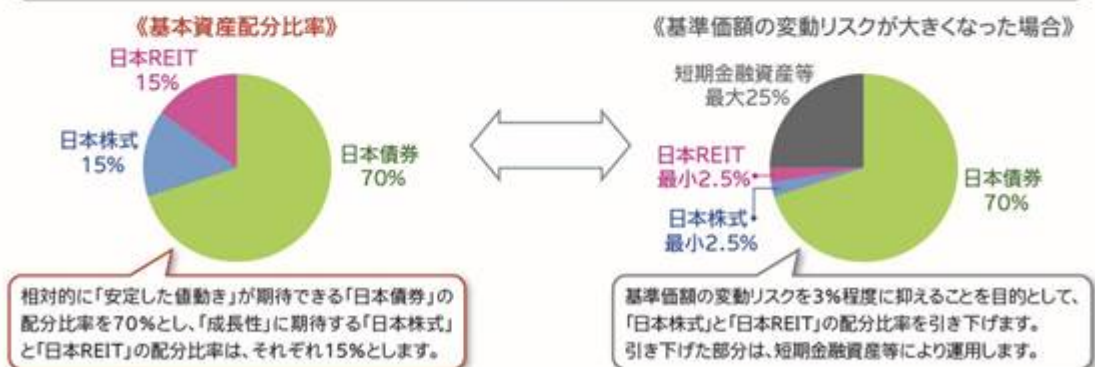 《基本資産配分比率》
日本REIT
15%
日本株式
15%
日本債券
70%
相対的に「安定した値動き」が期待できる「日本債券」の
配分比率を70%とし、「成長性」に期待する「日本株式」
と「日本REIT」の配分比率は、それぞれ15%とします。
《基準価額の変動リスクが大きくなった場合》
短期金融資産等
最大25%
日本REIT
最小2.5%
日本株式
最小2.5%
日本債券
70%
基準価額の変動リスクを3%程度に抑えることを目的として、
「日本株式」と「日本REIT」の配分比率を引き下げます。
引き下げた部分は、短期金融資産等により運用します。